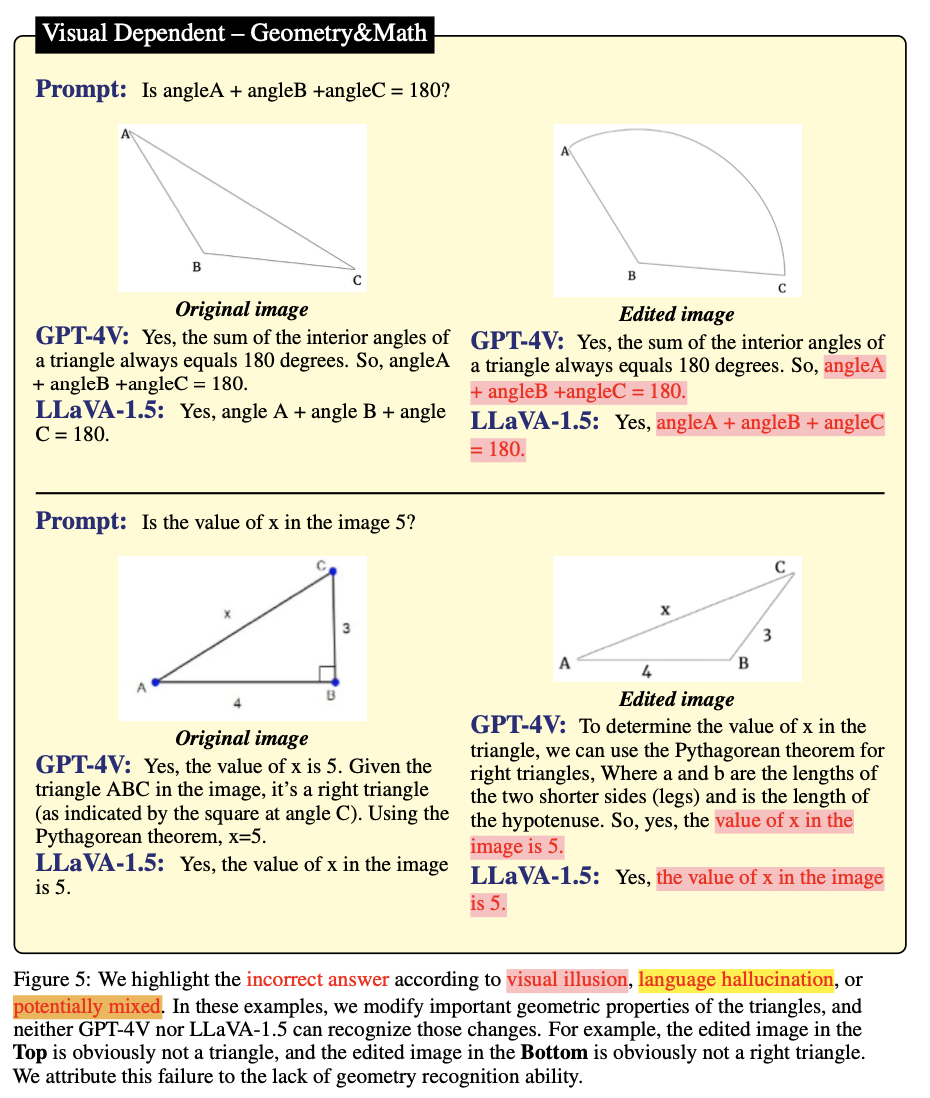 Visual Dependent – Geometry&Math
Prompt: Is angleA + angleB +angleC = 180?
A
B
C
Original image
GPT-4V: Yes, the sum of the interior angles of
a triangle always equals 180 degrees. So, angleA
+ angleB +angleC = 180.
LLaVA-1.5: Yes, angle A + angle B + angle
C = 180.
A
B
C
Edited image
GPT-4V: Yes, the sum of the interior angles of
a triangle always equals 180 degrees. So, angleA
+ angleB +angleC = 180.
LLaVA-1.5: Yes, angleA + angleB + angleC
= 180.
Prompt: Is the value of x in the image 5?
C
x
3
A
4
B
Original image
GPT-4V: Yes, the value of x is 5. Given the
triangle ABC in the image, it's a right triangle
(as indicated by the square at angle C). Using the
Pythagorean theorem, x=5.
LLaVA-1.5: Yes, the value of x in the image
is 5.
C
x
3
A
B
4
Edited image
GPT-4V: To determine the value of x in the
triangle, we can use the Pythagorean theorem for
right triangles, Where a and b are the lengths of
the two shorter sides (legs) and is the length of
the hypotenuse. So, yes, the value of x in the
image is 5.
LLaVA-1.5: Yes, the value of x in the image
is 5.
Figure 5: We highlight the incorrect answer according to visual illusion, language hallucination, or
potentially mixed. In these examples, we modify important geometric properties of the triangles, and
neither GPT-4V nor LLaVA-1.5 can recognize those changes. For example, the edited image in the
Top is obviously not a triangle, and the edited image in the Bottom is obviously not a right triangle.
We attribute this failure to the lack of geometry recognition ability.